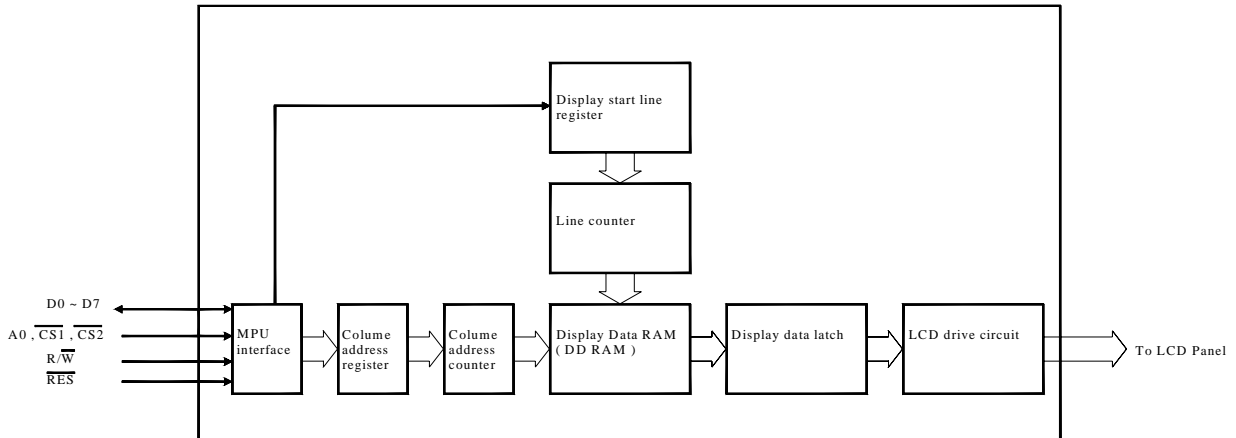 Display start line
register
Line counter
D0 ~ D7
A0 , CS1 , CS2
R/W
RES
MPU
interface
Colume
address
register
Colume
address
counter
Display Data RAM
( DD RAM )
Display data latch
LCD drive circuit
To LCD Panel